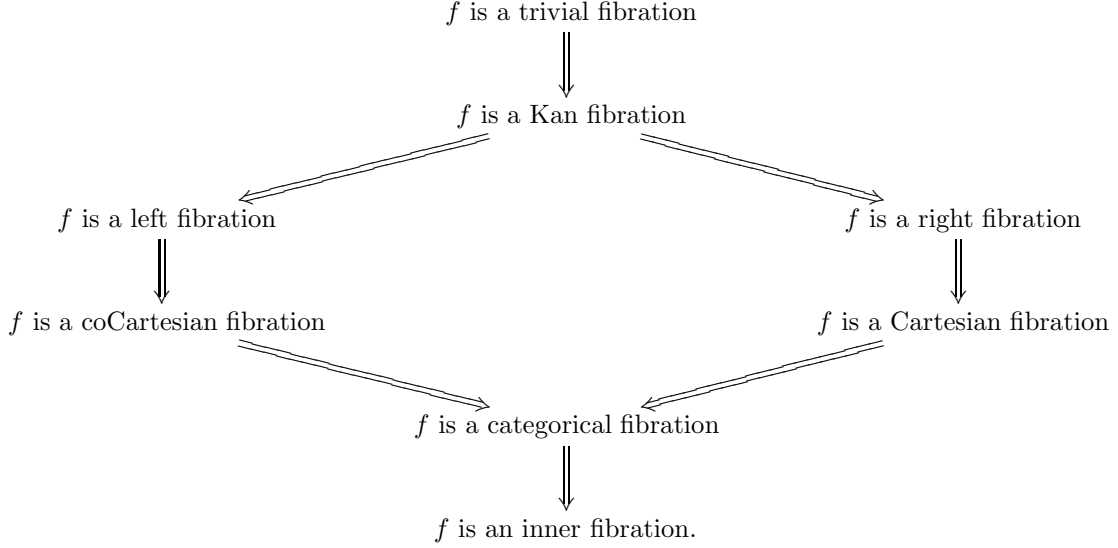 f is a trivial fibration
f is a Kan fibration
f is a left fibration
f is a right fibration
f is a coCartesian fibration
f is a Cartesian fibration
f is a categorical fibration
f is an inner fibration.